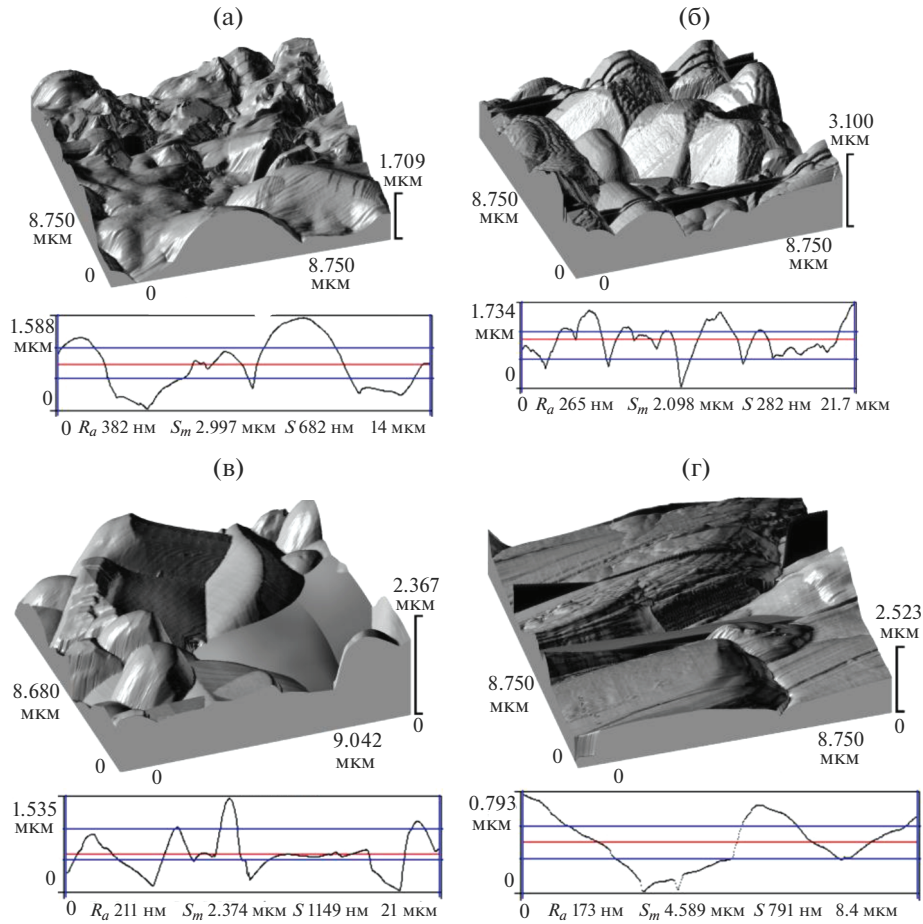 (а)
1.709
мкм
8.750
мкм
0
0
8.750
мкм
1.588
мкм
0
0 Ra 382 нм Sm 2.997 мкм S 682 нм 14 мкм
(б)
3.100
мкм
8.750
мкм
0
0
8.750
мкм
1.734
мкм
0
0 Ra 265 нм Sm 2.098 мкм S 282 нм 21.7 мкм
(в)
2.367
мкм
0
8.680
мкм
0
0
9.042
мкм
1.535
мкм
0
0 Ra 211 нм Sm 2.374 мкм S 1149 нм 21 мкм
(г)
2.523
мкм
0
8.750
мкм
0
0
8.750
мкм
0.793
мкм
0
0 Ra 173 нм Sm 4.589 мкм S 791 нм 8.4 мкм